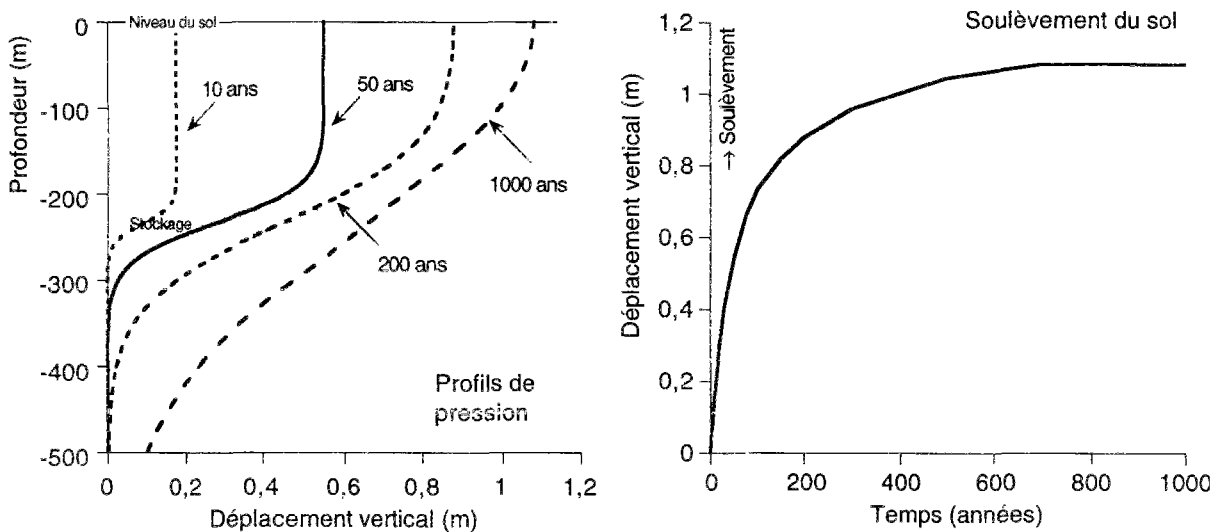 Niveau du sol
10 ans
50 ans
1000 ans
Stockage
200 ans
Profils de
pression
0
-100
-200
-300
-400
-500
Profondeur (m)
0
0,2
0,4
0,6
0,8
1
1,2
Déplacement vertical (m)
Soulèvement du sol
→ Soulèvement
1,2
1
0,8
0,6
0,4
0,2
0
Déplacement vertical (m)
0
200
400
600
800
1000
Temps (années)